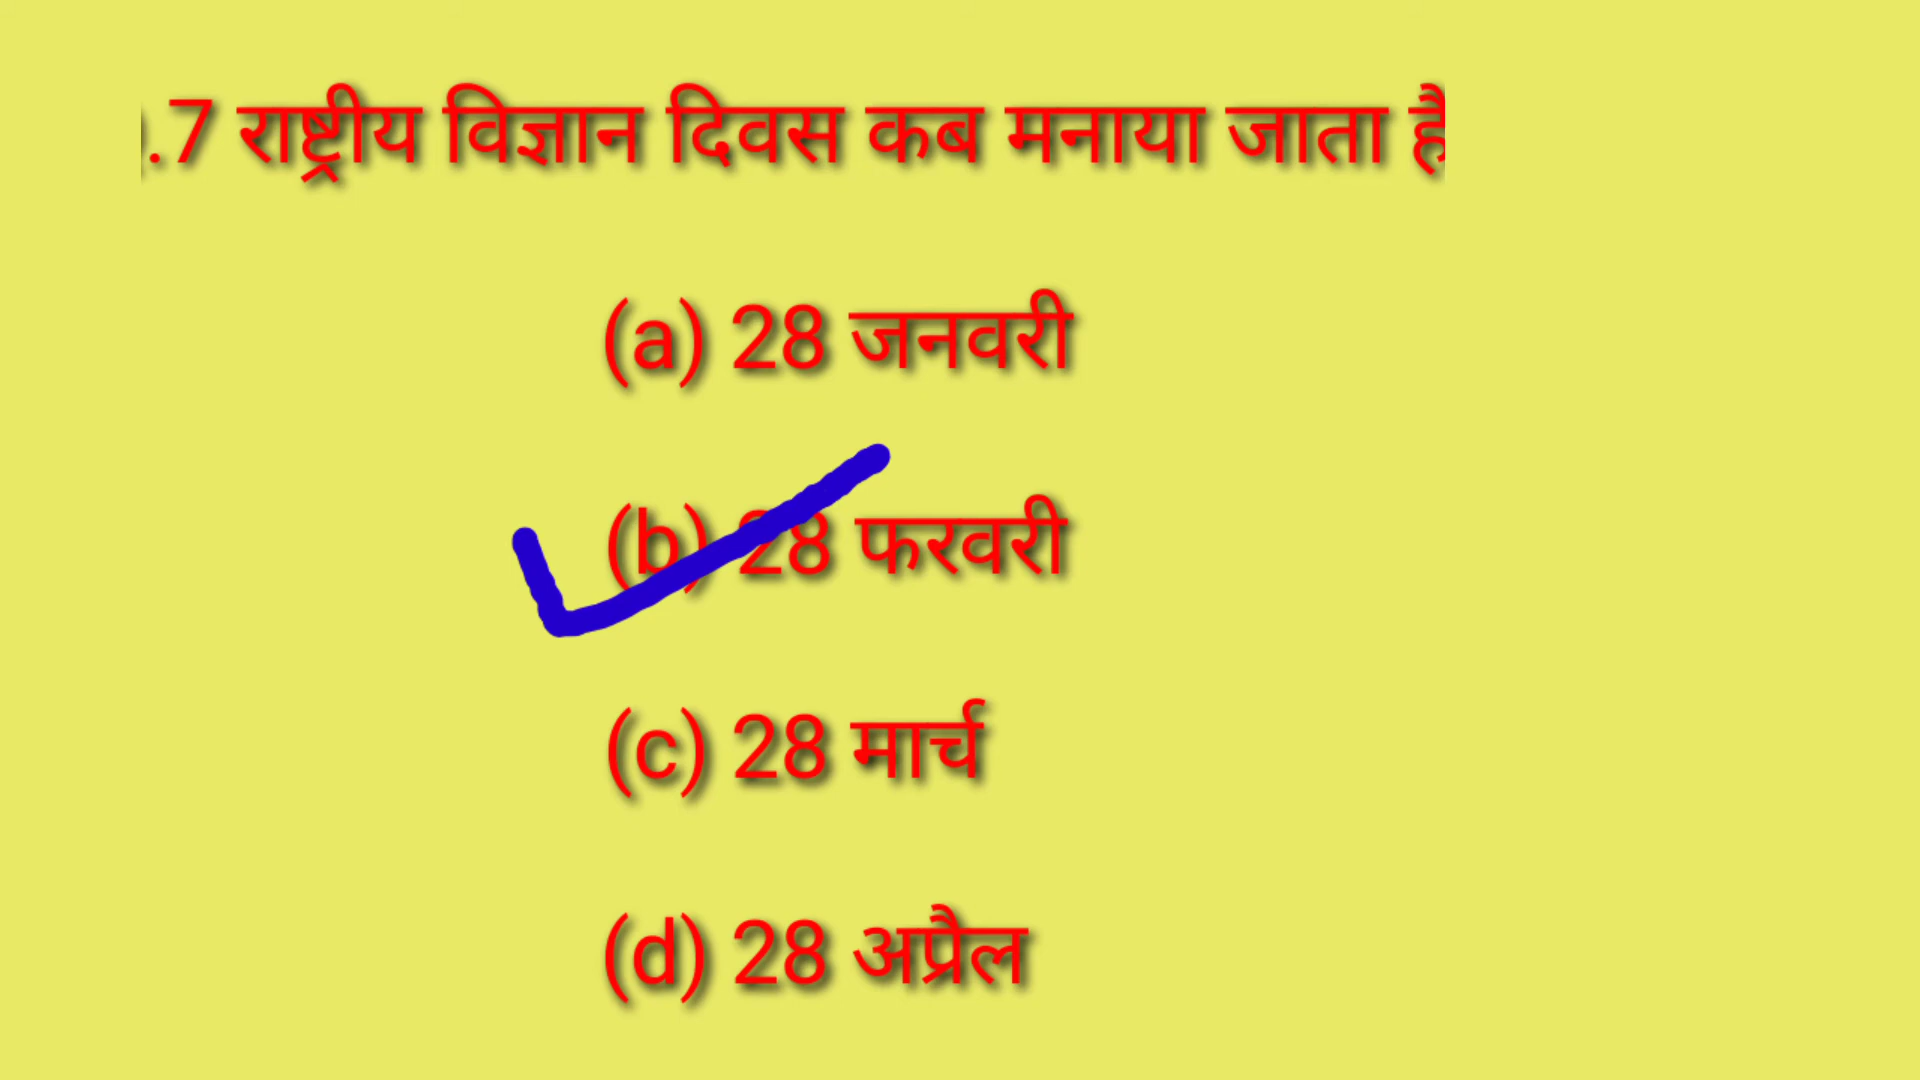 .7 राष्ट्रीय विज्ञान दिवस कब मनाया जाता है
(a) 28 जनवरी
(b) 28 फरवरी
(c) 28 मार्च
(d) 28 अप्रैल